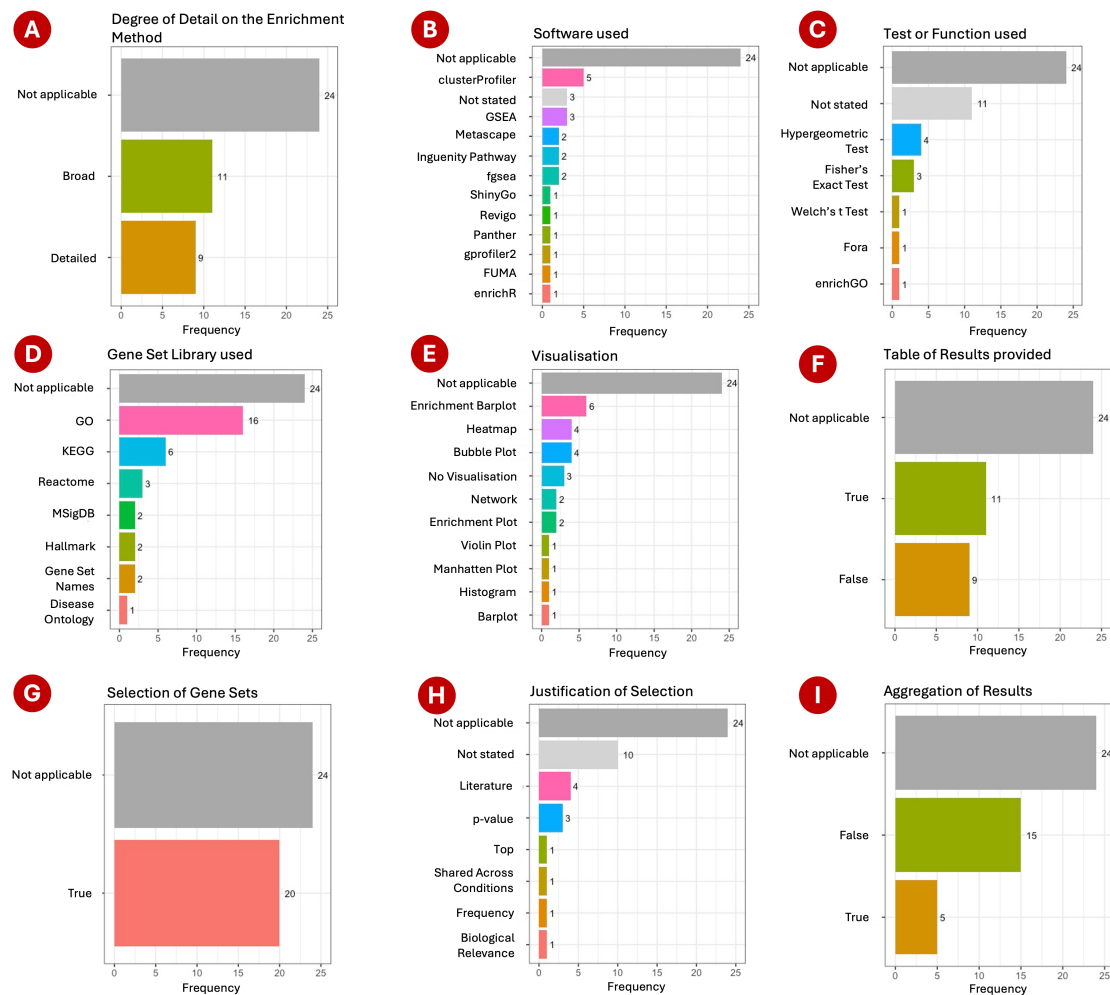 A
Degree of Detail on the Enrichment
Method
Not applicable
24
Broad
11
Detailed
9
0 5 10 15 20 25
Frequency
B
Software used
Not applicable
24
clusterProfiler
5
Not stated
3
GSEA
3
Metascape
2
Inguenity Pathway
2
fgsea
2
ShinyGo
1
Revigo
1
Panther
1
gprofiler2
1
FUMA
1
enrichR
1
0 5 10 15 20 25
Frequency
C
Test or Function used
Not applicable
24
Not stated
11
Hypergeometric
Test
4
Fisher's
Exact Test
3
Welch's t Test
1
Fora
1
enrichGO
1
0 5 10 15 20 25
Frequency
D
Gene Set Library used
Not applicable
24
GO
16
KEGG
6
Reactome
3
MSigDB
2
Hallmark
2
Gene Set
Names
2
Disease
Ontology
1
0 5 10 15 20 25
Frequency
E
Visualisation
Not applicable
24
Enrichment Barplot
6
Heatmap
4
Bubble Plot
4
No Visualisation
3
Network
2
Enrichment Plot
2
Violin Plot
1
Manhatten Plot
1
Histogram
1
Barplot
1
0 5 10 15 20 25
Frequency
F
Table of Results provided
Not applicable
24
True
11
False
9
0 5 10 15 20 25
Frequency
G
Selection of Gene Sets
Not applicable
24
True
20
0 5 10 15 20 25
Frequency
H
Justification of Selection
Not applicable
24
Not stated
10
Literature
4
p-value
3
Top
1
Shared Across
Conditions
1
Frequency
1
Biological
Relevance
1
0 5 10 15 20 25
Frequency
I
Aggregation of Results
Not applicable
24
False
15
True
5
0 5 10 15 20 25
Frequency